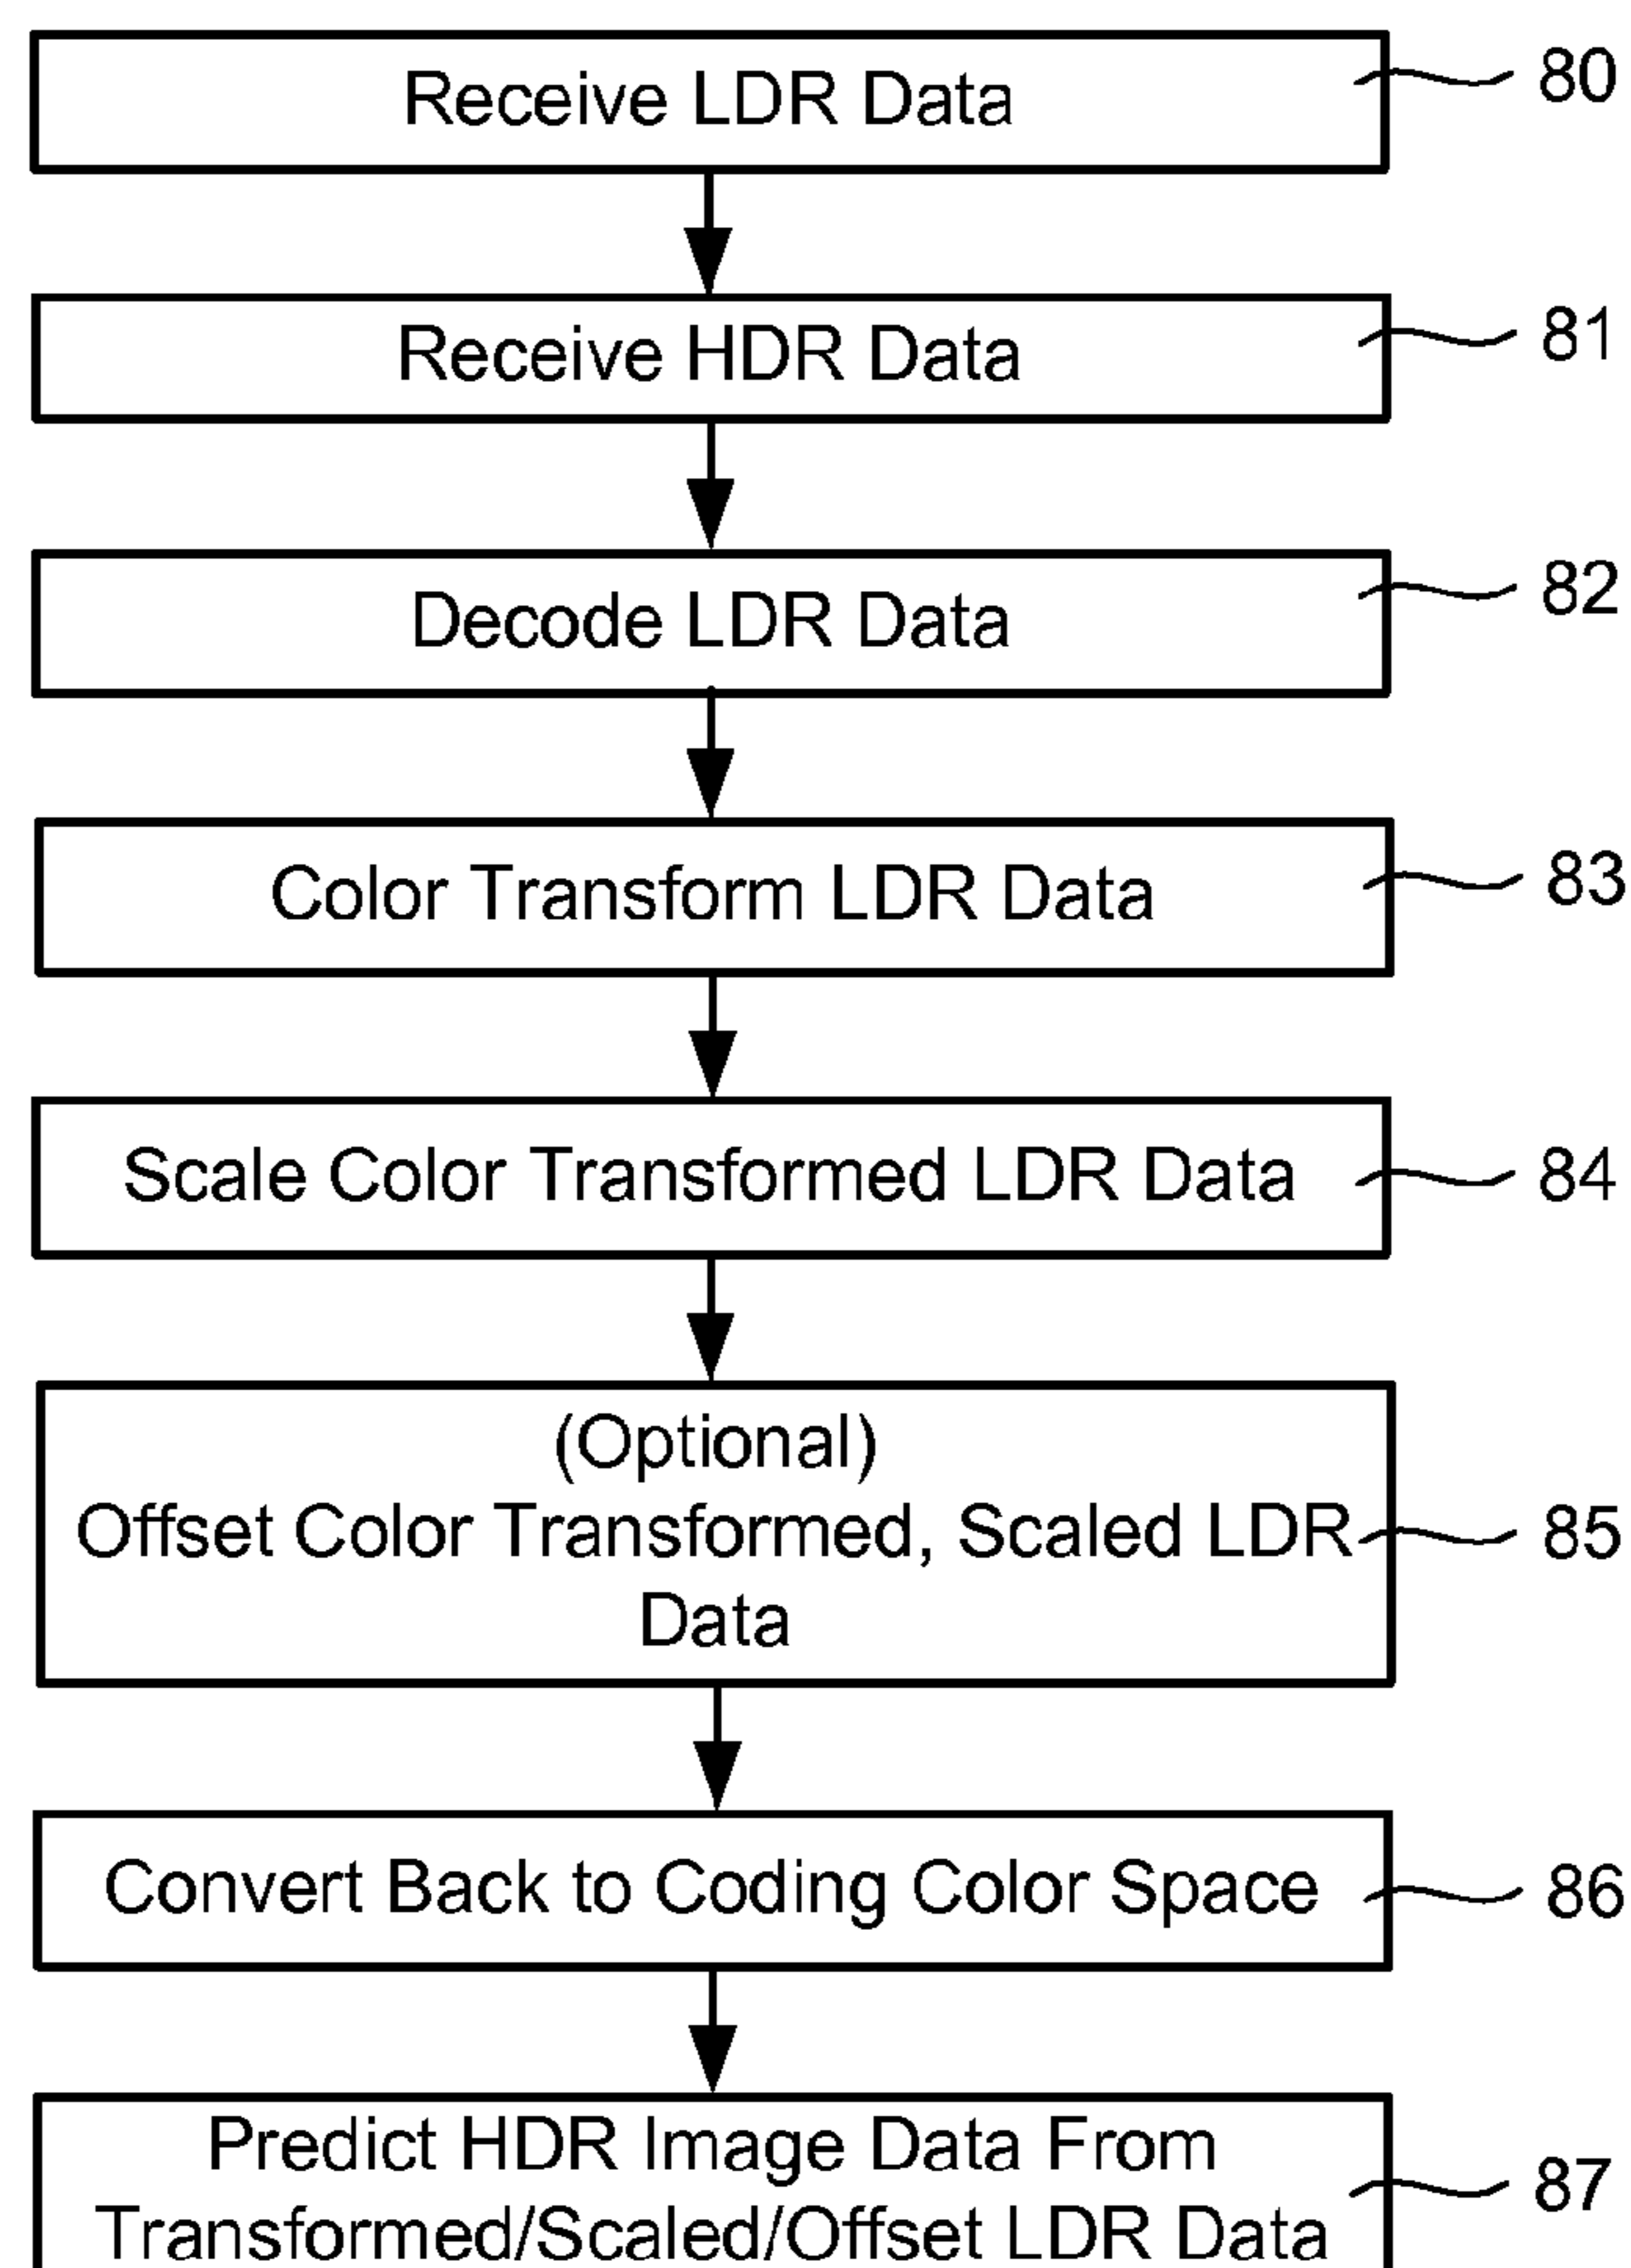 Receive LDR Data
80
Receive HDR Data
81
Decode LDR Data
82
Color Transform LDR Data
83
Scale Color Transformed LDR Data
84
(Optional)
Offset Color Transformed, Scaled LDR
Data
85
Convert Back to Coding Color Space
86
Predict HDR Image Data From
Transformed/Scaled/Offset LDR Data
87